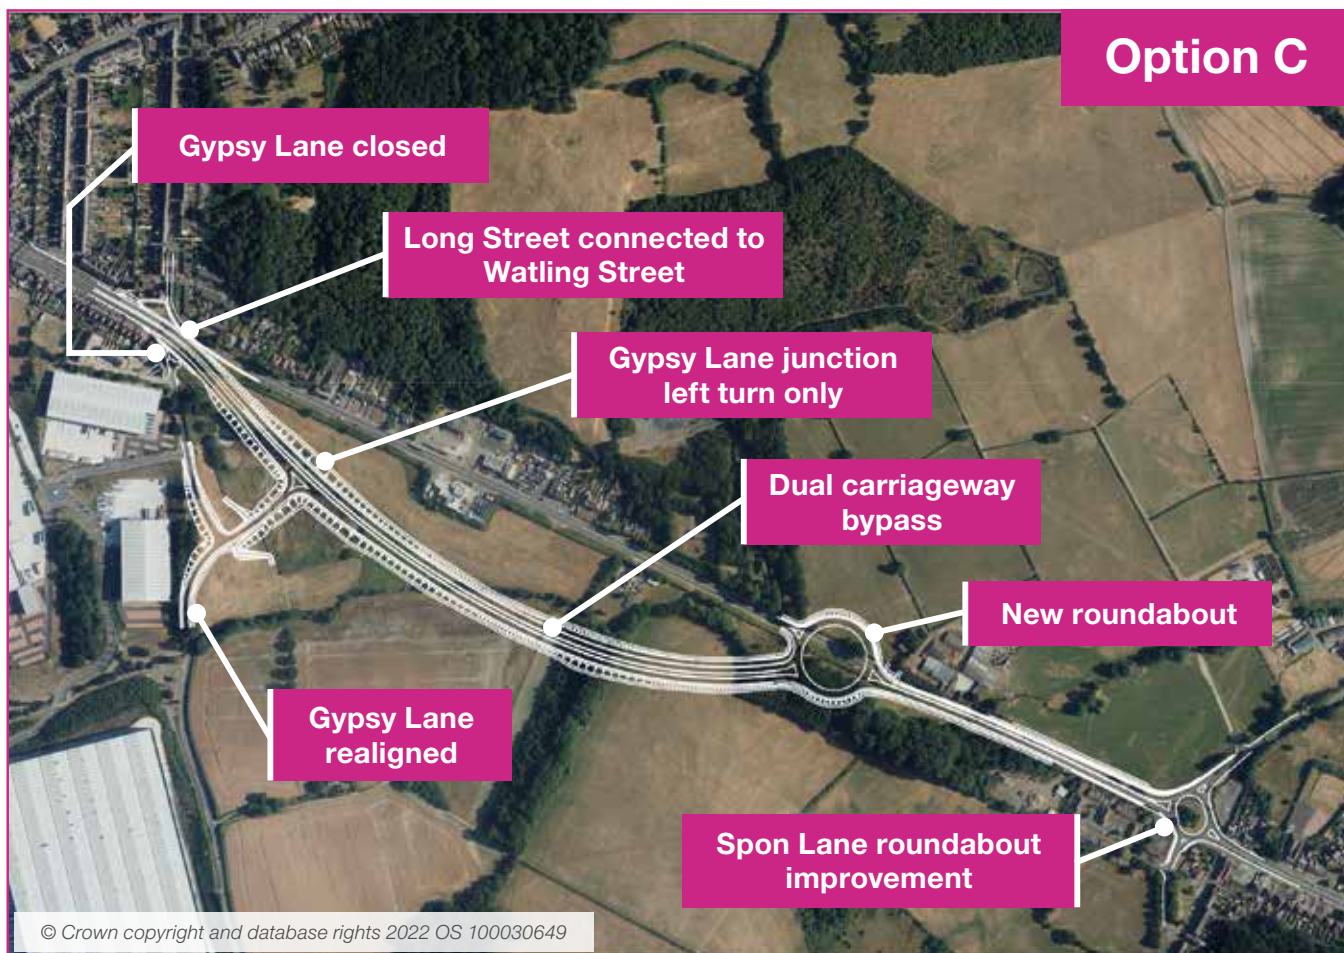 Option C
Gypsy Lane closed
Long Street connected to
Watling Street
Gypsy Lane junction
left turn only
Dual carriageway
bypass
New roundabout
Gypsy Lane
realigned
Spon Lane roundabout
improvement
© Crown copyright and database rights 2022 OS 100030649